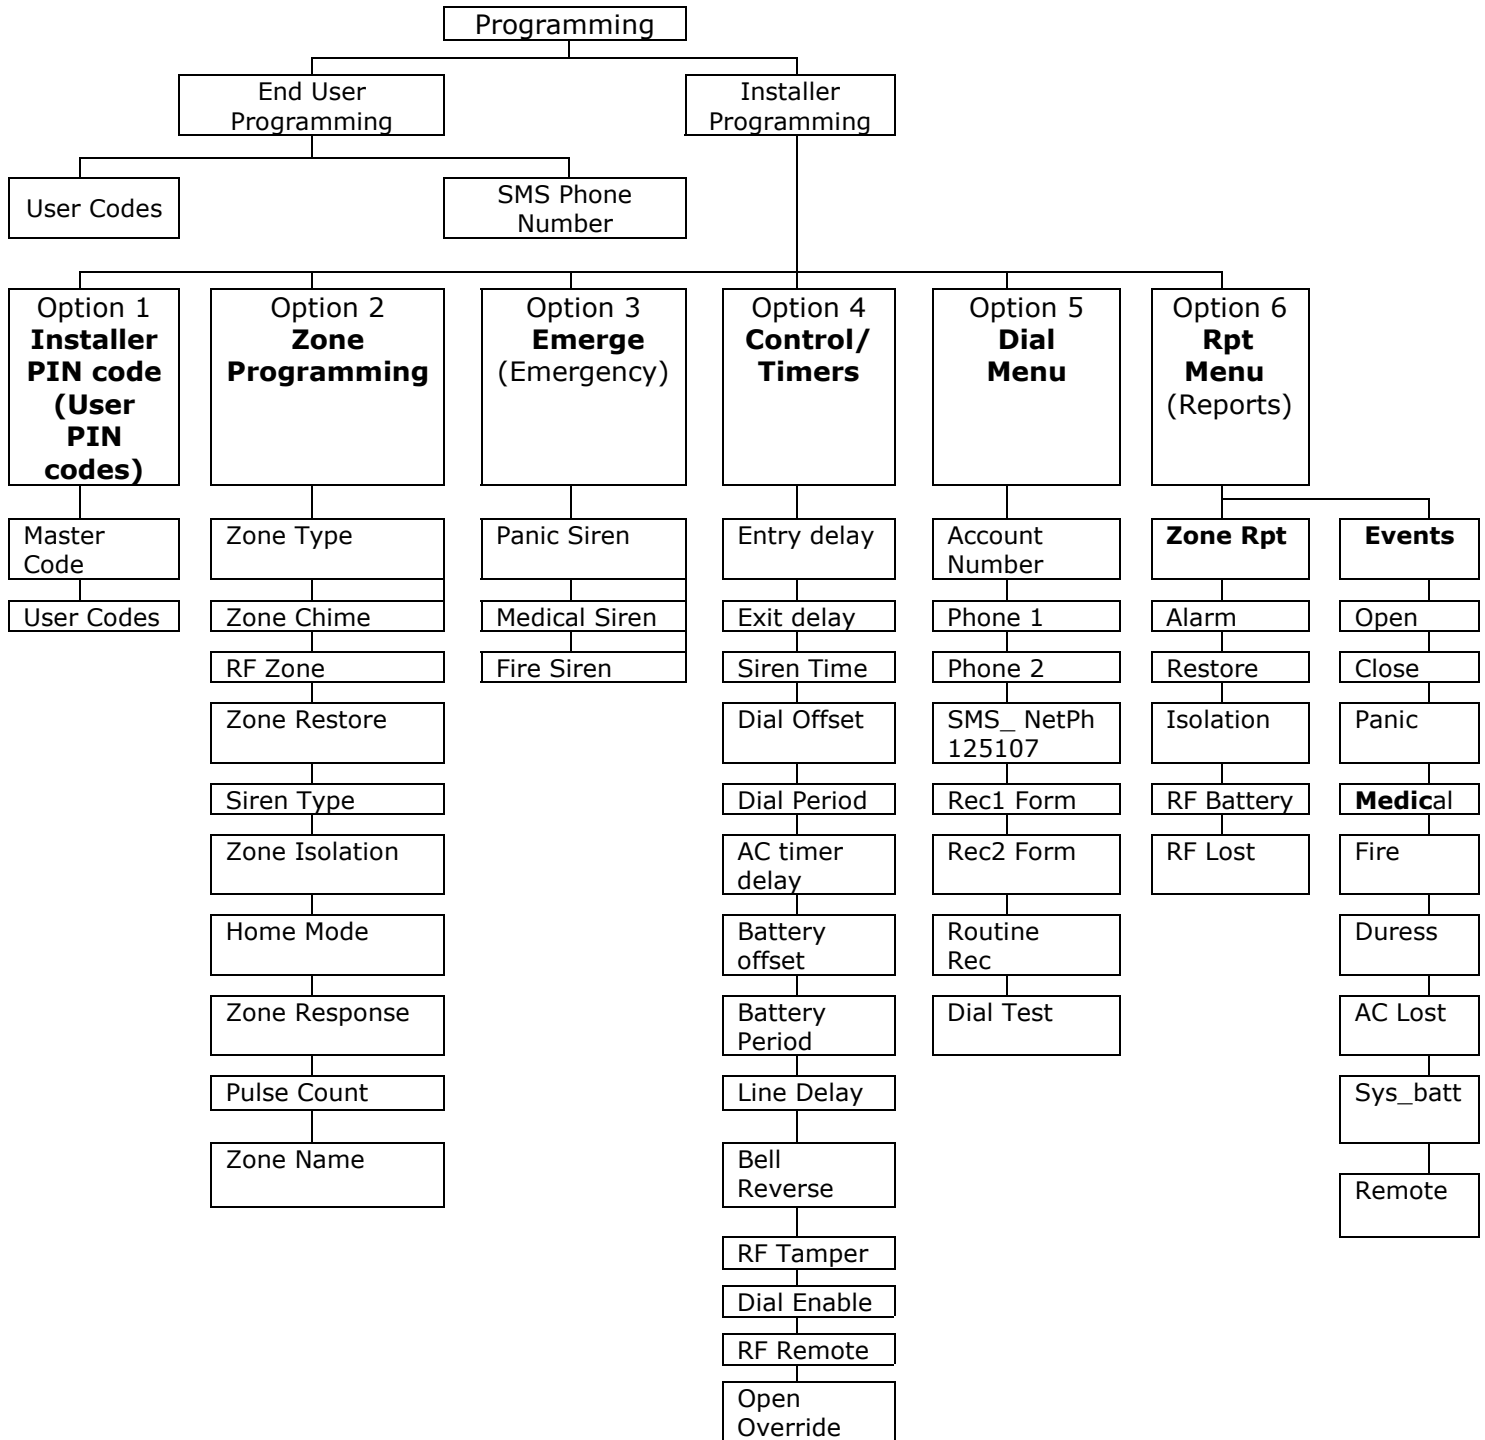 Programming
End User
Programming
Installer
Programming
User Codes
SMS Phone
Number
Option 1
Installer
PIN code
(User
PIN
codes)
Option 2
Zone
Programming
Option 3
Emerge
(Emergency)
Option 4
Control/
Timers
Option 5
Dial
Menu
Option 6
Rpt
Menu
(Reports)
Master
Code
User Codes
Zone Type
Zone Chime
RF Zone
Zone Restore
Siren Type
Zone Isolation
Home Mode
Zone Response
Pulse Count
Zone Name
Panic Siren
Medical Siren
Fire Siren
Entry delay
Exit delay
Siren Time
Dial Offset
Dial Period
AC timer
delay
Battery
offset
Battery
Period
Line Delay
Bell
Reverse
RF Tamper
Dial Enable
RF Remote
Open
Override
Account
Number
Phone 1
Phone 2
SMS_ NetPh
125107
Rec1 Form
Rec2 Form
Routine
Rec
Dial Test
Zone Rpt
Alarm
Restore
Isolation
RF Battery
RF Lost
Events
Open
Close
Panic
Medical
Fire
Duress
AC Lost
Sys_batt
Remote